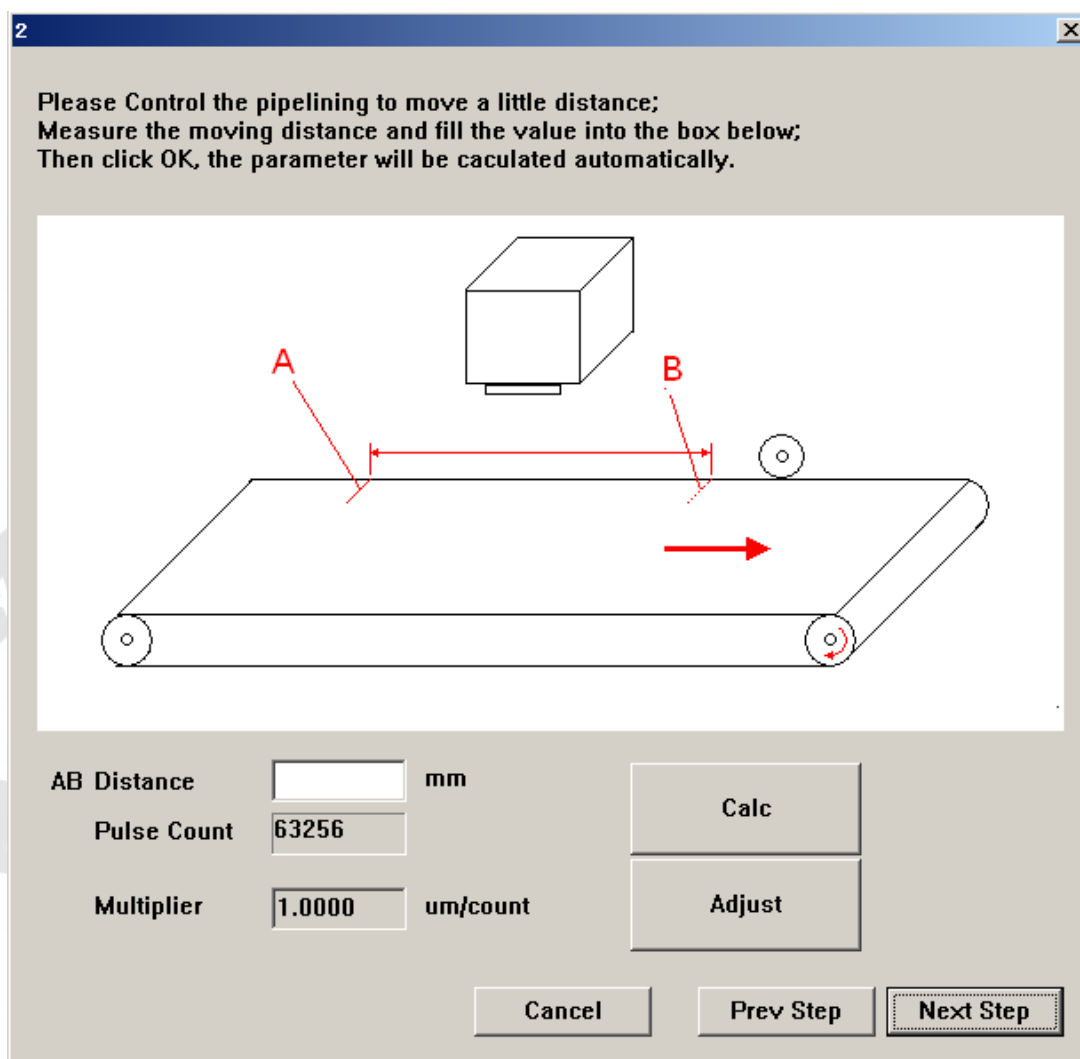 2
Please Control the pipelining to move a little distance;
Measure the moving distance and fill the value into the box below;
Then click OK, the parameter will be caculated automatically.
A
B
AB Distance mm
Pulse Count 63256
Multiplier 1.0000 um/count
Calc
Adjust
Cancel Prev Step Next Step